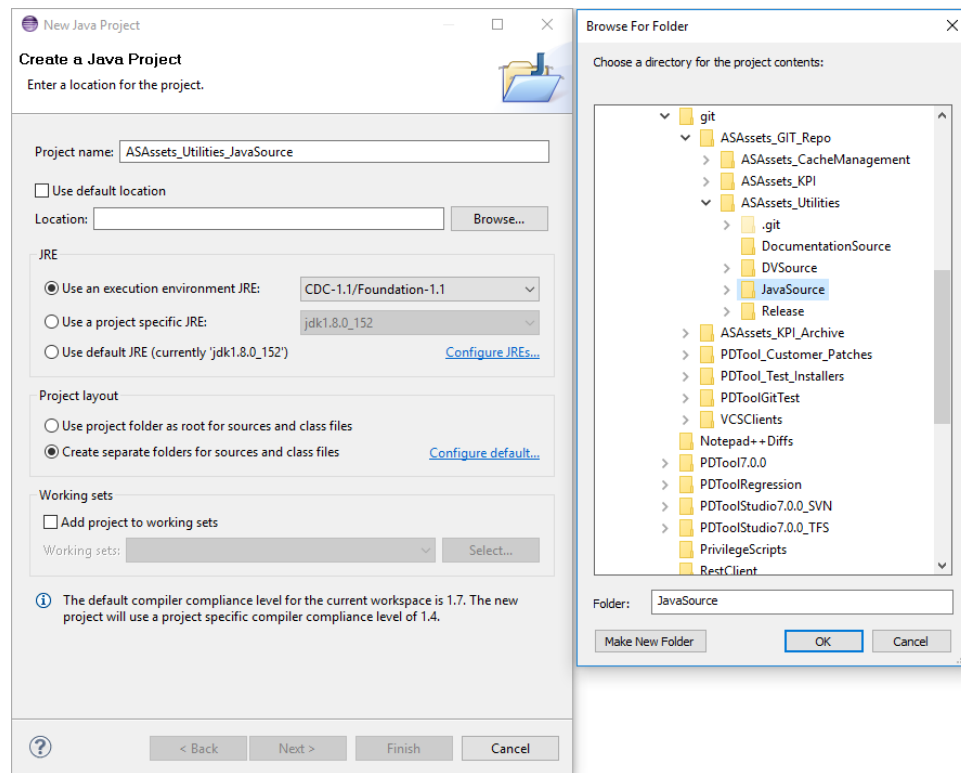 New Java Project
Create a Java Project
Enter a location for the project.
Project name: ASAssets_Utilities_JavaSource
Use default location
Location: Browse...
JRE
Use an execution environment JRE: CDC-1.1/Foundation-1.1
Use a project specific JRE: jdk1.8.0_152
Use default JRE (currently 'jdk1.8.0_152') Configure JREs...
Project layout
Use project folder as root for sources and class files
Create separate folders for sources and class files Configure default...
Working sets
Add project to working sets
Working sets: Select...
The default compiler compliance level for the current workspace is 1.7. The new
project will use a project specific compiler compliance level of 1.4.
< Back Next > Finish Cancel
Browse For Folder
Choose a directory for the project contents:
git
ASAssets_GIT_Repo
ASAssets_CacheManagement
ASAssets_KPI
ASAssets_Utilities
.git
DocumentationSource
DVSource
JavaSource
Release
ASAssets_KPI_Archive
PDTool_Customer_Patches
PDTool_Test_Installers
PDToolGitTest
VCSClients
Notepad++Diffs
PDTool7.0.0
PDToolRegression
PDToolStudio7.0.0_SVN
PDToolStudio7.0.0_TFS
PrivilegeScripts
RestClient
Folder: JavaSource
Make New Folder OK Cancel